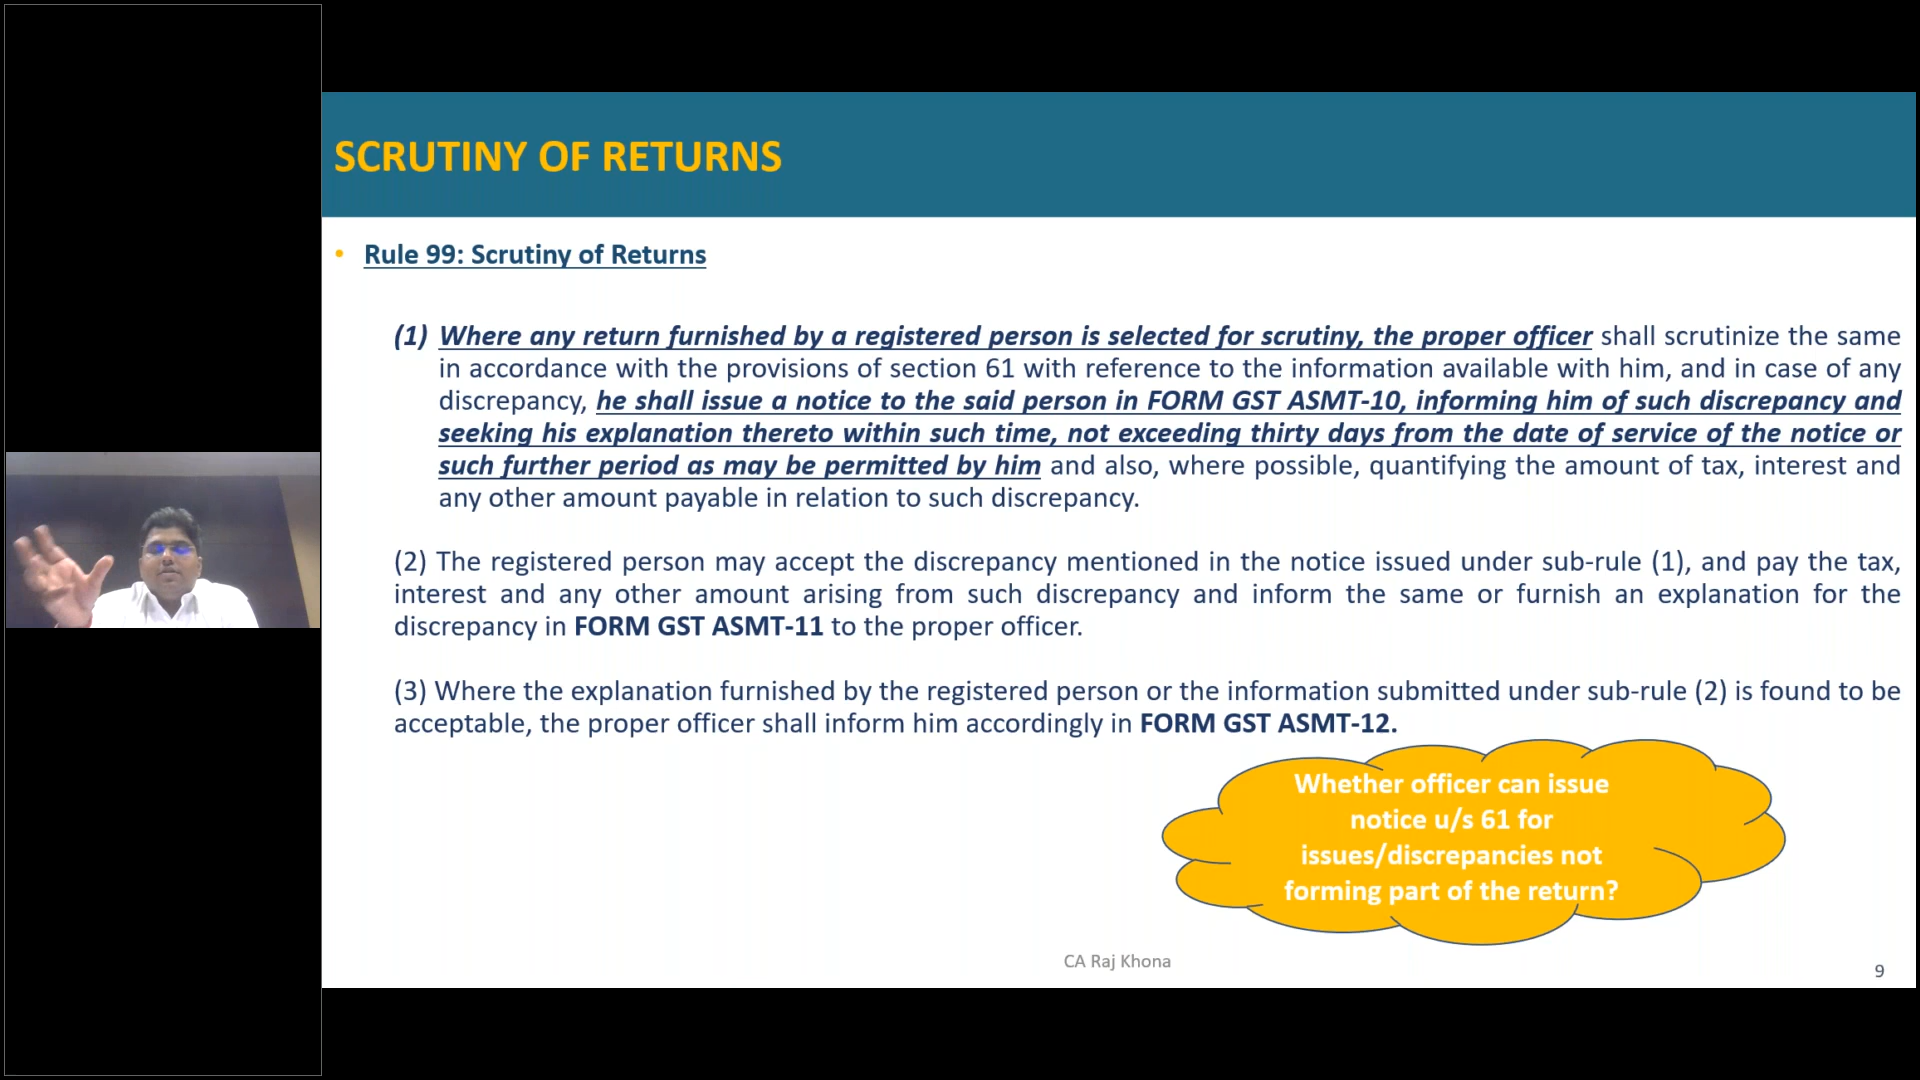 SCRUTINY OF RETURNS
• Rule 99: Scrutiny of Returns
(1) Where any return furnished by a registered person is selected for scrutiny, the proper officer shall scrutinize the same
in accordance with the provisions of section 61 with reference to the information available with him, and in case of any
discrepancy, he shall issue a notice to the said person in FORM GST ASMT-10, informing him of such discrepancy and
seeking his explanation thereto within such time, not exceeding thirty days from the date of service of the notice or
such further period as may be permitted by him and also, where possible, quantifying the amount of tax, interest and
any other amount payable in relation to such discrepancy.
(2) The registered person may accept the discrepancy mentioned in the notice issued under sub-rule (1), and pay the tax,
interest and any other amount arising from such discrepancy and inform the same or furnish an explanation for the
discrepancy in FORM GST ASMT-11 to the proper officer.
(3) Where the explanation furnished by the registered person or the information submitted under sub-rule (2) is found to be
acceptable, the proper officer shall inform him accordingly in FORM GST ASMT-12.
Whether officer can issue
notice u/s 61 for
issues/discrepancies not
forming part of the return?
CA Raj Khona
9